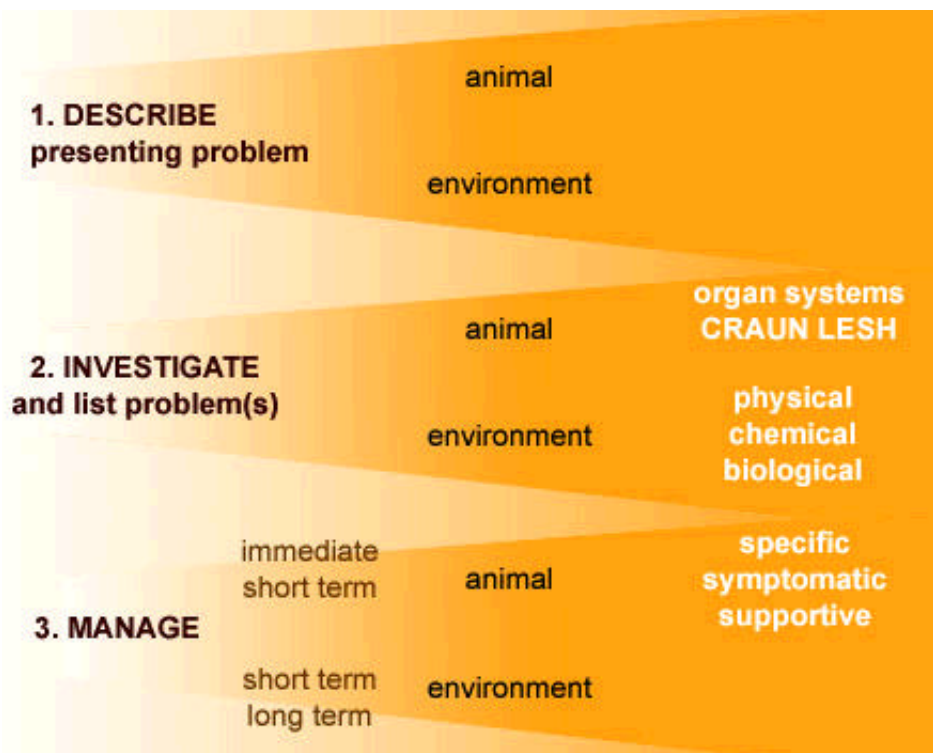 animal
1. DESCRIBE
presenting problem
environment
organ systems
CRAUN LESH
animal
2. INVESTIGATE
and list problem(s)
physical
chemical
biological
environment
immediate
short term
animal
specific
symptomatic
supportive
3. MANAGE
short term
long term
environment